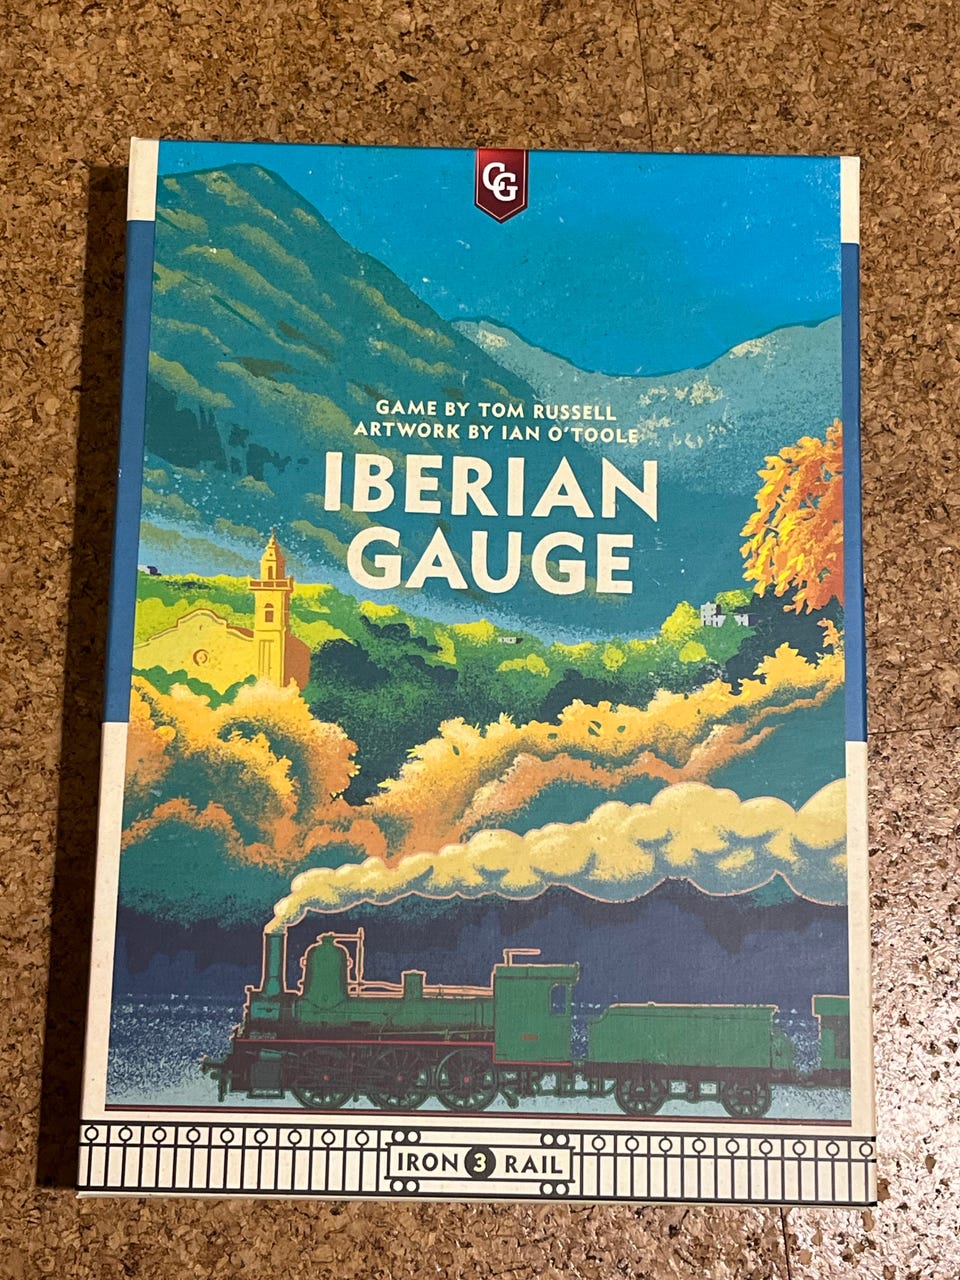 CG
GAME BY TOM RUSSELL
ARTWORK BY IAN O'TOOLE
IBERIAN
GAUGE
IRON 3 RAIL